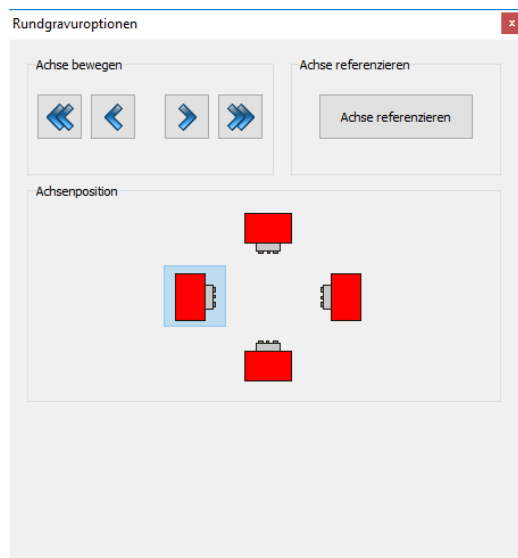 Rundgravuroptionen
x
Achse bewegen
Achse referenzieren
Achse referenzieren
Achsenposition